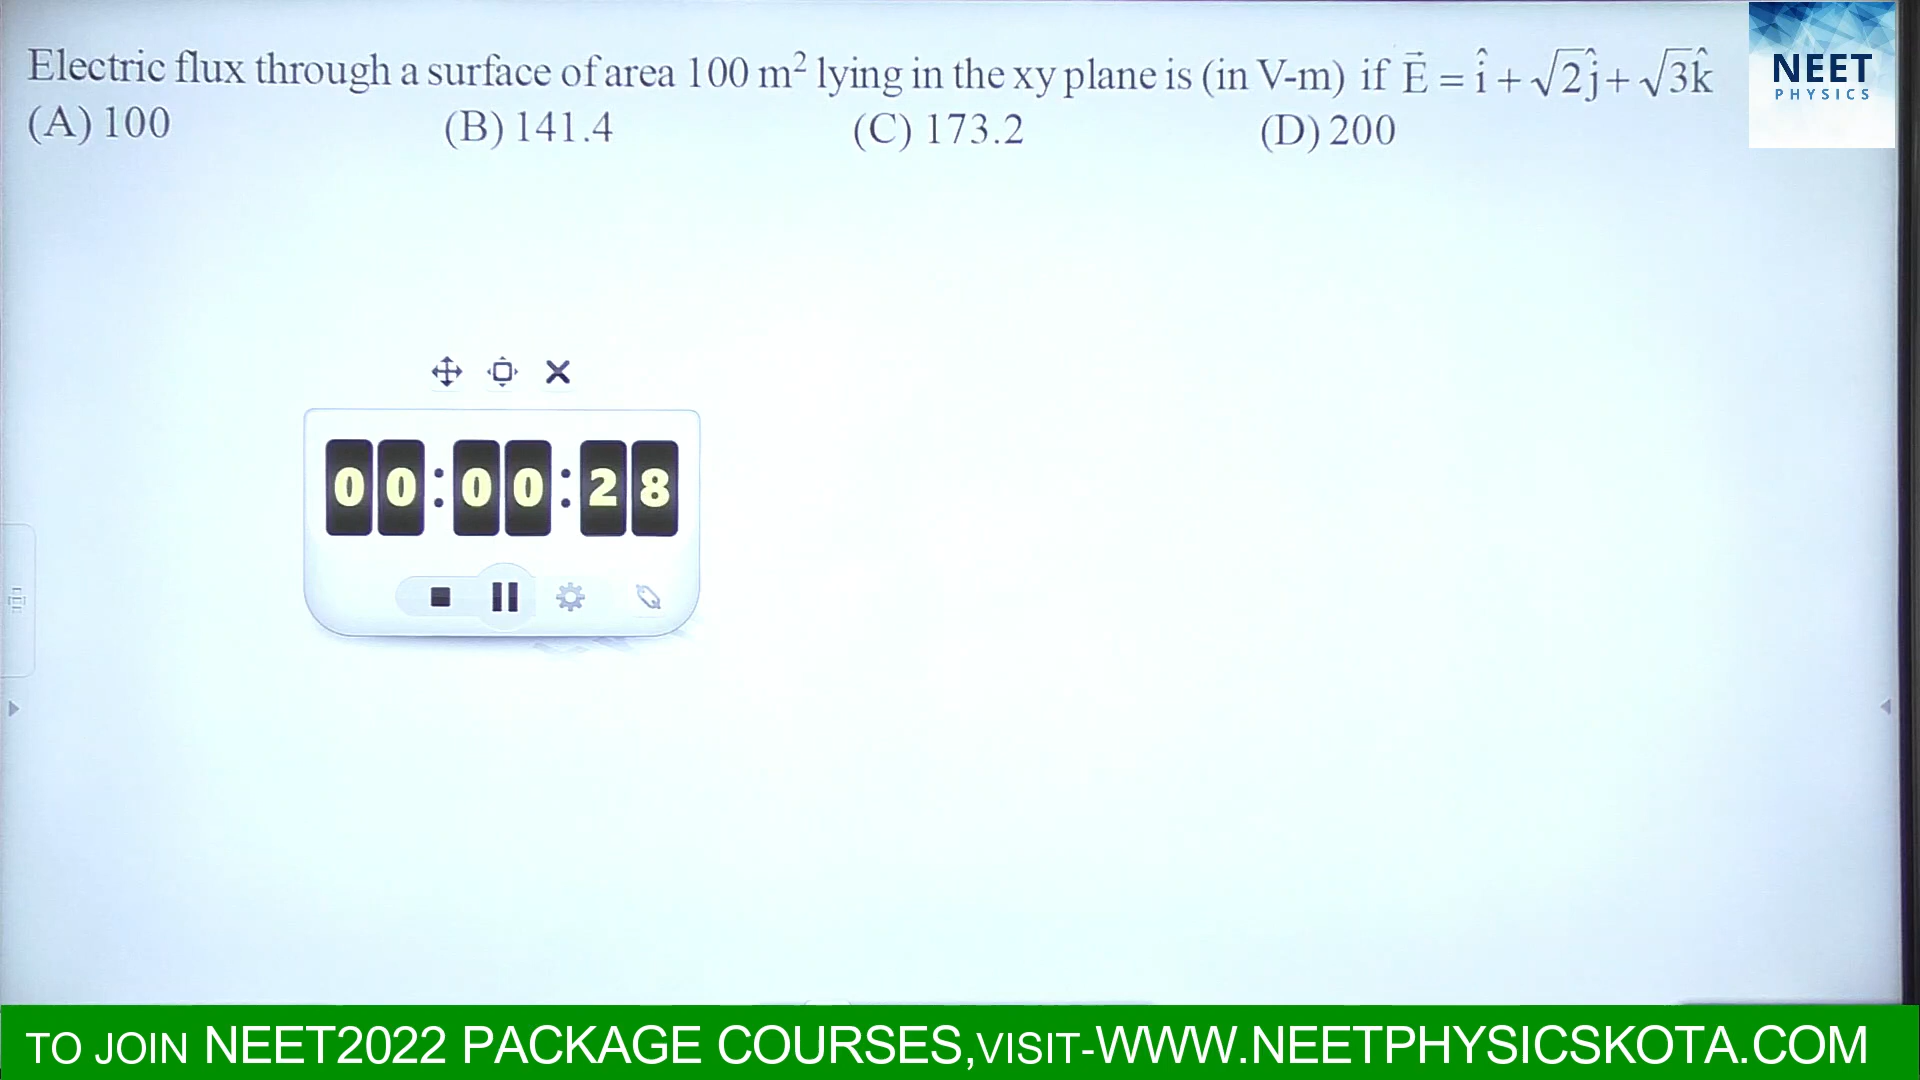 Electric flux through a surface of area 100 m² lying in the xy plane is (in V-m) if E⃗ = î + √2ĵ + √3k̂
(A) 100 (B) 141.4 (C) 173.2 (D) 200
NEET
PHYSICS
00:00:28
TO JOIN NEET2022 PACKAGE COURSES,VISIT-WWW.NEETPHYSICSKOTA.COM